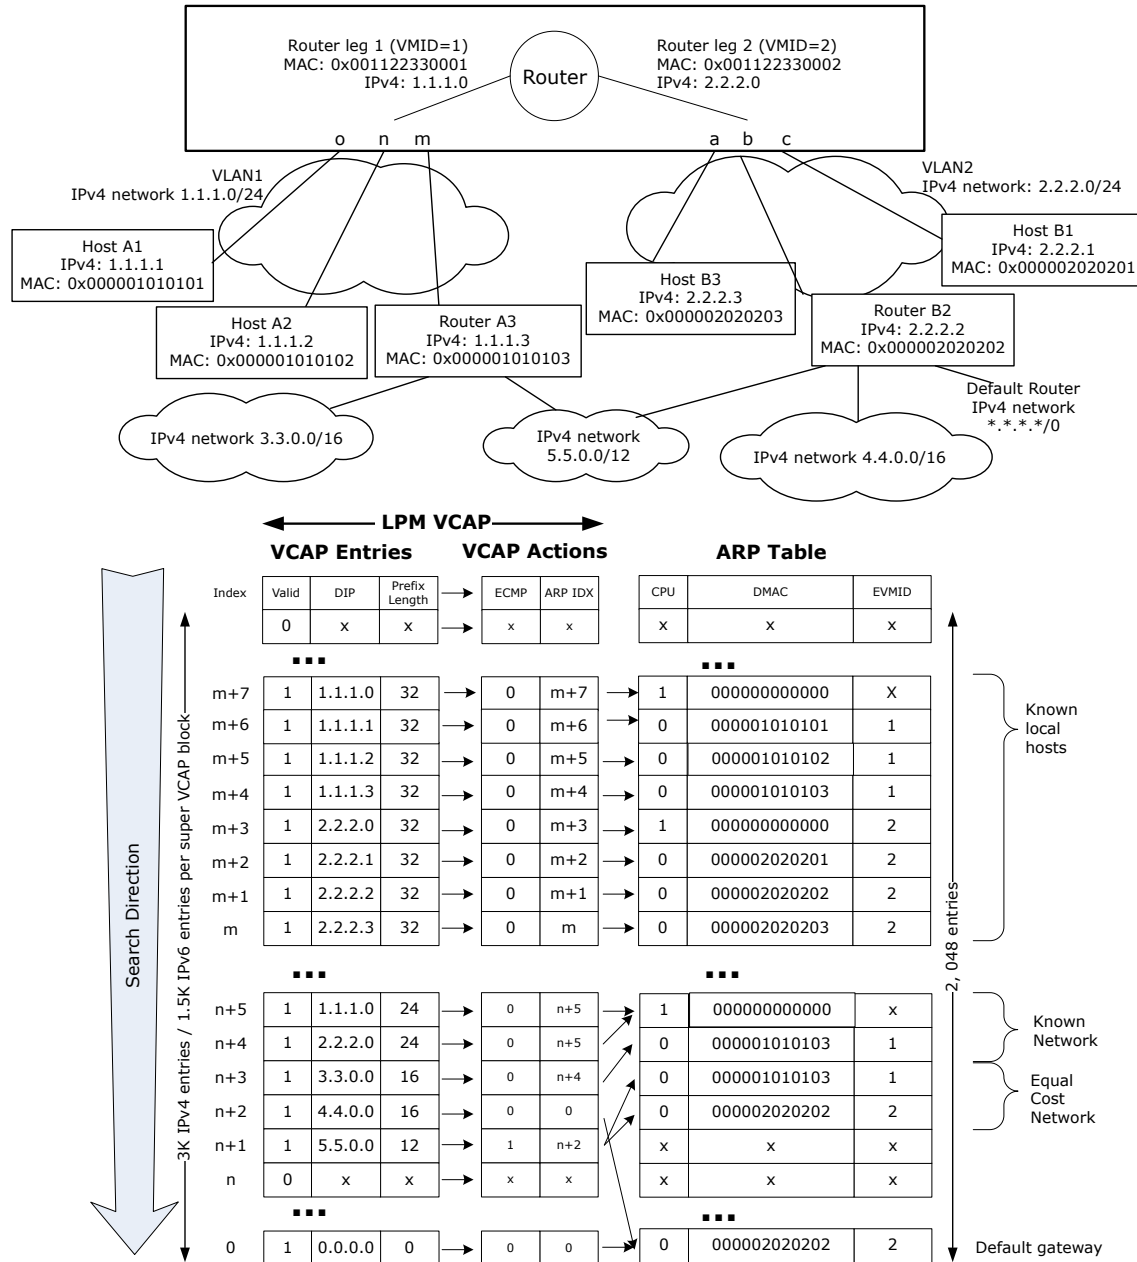 Router leg 1 (VMID=1)
MAC: 0x001122330001
IPv4: 1.1.1.0
Router
Router leg 2 (VMID=2)
MAC: 0x001122330002
IPv4: 2.2.2.0
o n m
a b c
VLAN1
IPv4 network 1.1.1.0/24
VLAN2
IPv4 network: 2.2.2.0/24
Host A1
IPv4: 1.1.1.1
MAC: 0x000001010101
Host B1
IPv4: 2.2.2.1
MAC: 0x000002020201
Host B3
IPv4: 2.2.2.3
MAC: 0x000002020203
Host A2
IPv4: 1.1.1.2
MAC: 0x000001010102
Router A3
IPv4: 1.1.1.3
MAC: 0x000001010103
Router B2
IPv4: 2.2.2.2
MAC: 0x000002020202
Default Router
IPv4 network
*.*.*.*/0
IPv4 network 3.3.0.0/16
IPv4 network
5.5.0.0/12
IPv4 network 4.4.0.0/16
LPM VCAP
VCAP Entries VCAP Actions ARP Table
Index Valid DIP Prefix Length ECMP ARP IDX CPU DMAC EVMID
0 x x x x x x x
...
...
m+7 1 1.1.1.0 32 0 m+7 1 000000000000 X
m+6 1 1.1.1.1 32 0 m+6 0 000001010101 1
m+5 1 1.1.1.2 32 0 m+5 0 000001010102 1
m+4 1 1.1.1.3 32 0 m+4 0 000001010103 1
m+3 1 2.2.2.0 32 0 m+3 1 000000000000 2
m+2 1 2.2.2.1 32 0 m+2 0 000002020201 2
m+1 1 2.2.2.2 32 0 m+1 0 000002020202 2
m 1 2.2.2.3 32 0 m 0 000002020203 2
Known
local
hosts
...
...
n+5 1 1.1.1.0 24 0 n+5 1 000000000000 x
n+4 1 2.2.2.0 24 0 n+5 0 000001010103 1
n+3 1 3.3.0.0 16 0 n+4 0 000001010103 1
n+2 1 4.4.0.0 16 0 0 0 000002020202 2
n+1 1 5.5.0.0 12 1 n+2 x x x
n 0 x x x x x x x
Known
Network
Equal
Cost
Network
...
...
0 1 0.0.0.0 0 0 0 0 000002020202 2 Default gateway
Search Direction
3K IPv4 entries / 1.5K IPv6 entries per super VCAP block
2, 048 entries